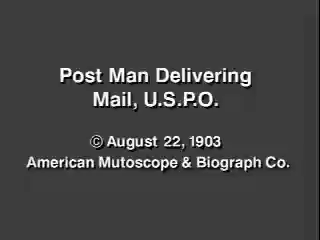 Post Man Delivering
Mail, U.S.P.O.
© August 22, 1903
American Mutoscope & Biograph Co.